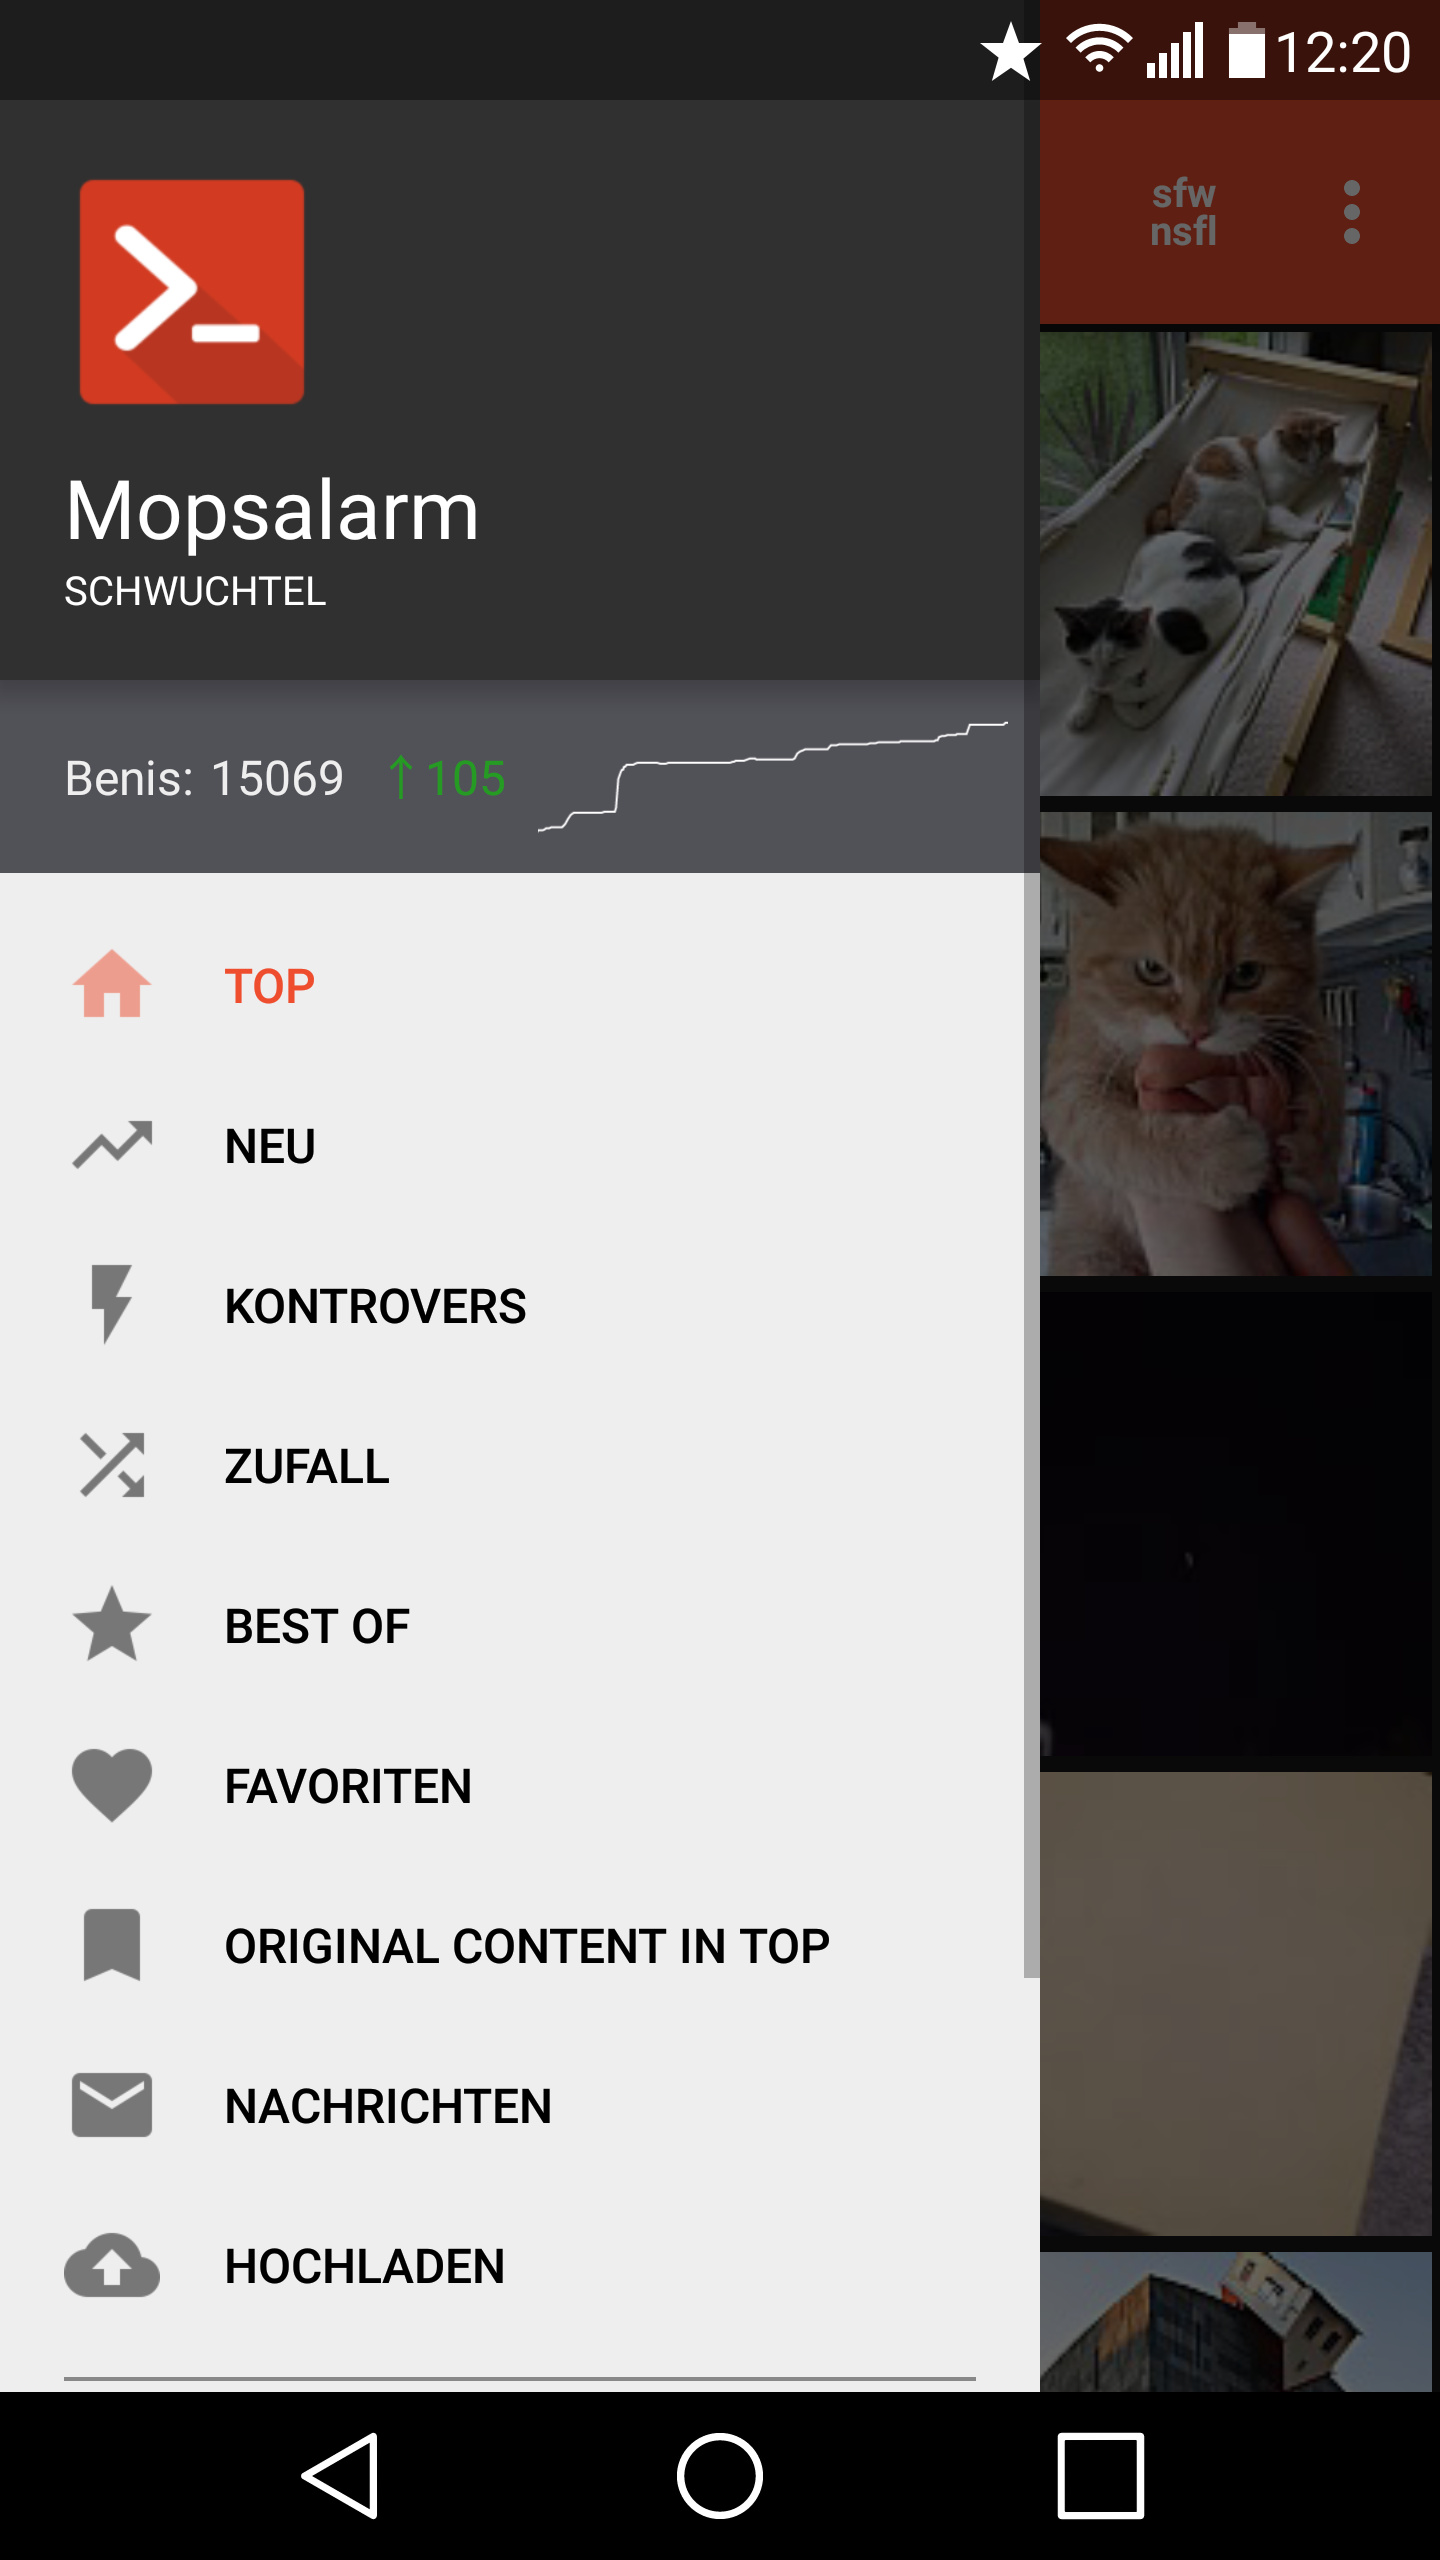 12:20
sfw
nsfl
Mopsalarm
SCHWUCHTEL
Benis: 15069 ↑105
TOP
NEU
KONTROVERS
ZUFALL
BEST OF
FAVORITEN
ORIGINAL CONTENT IN TOP
NACHRICHTEN
HOCHLADEN